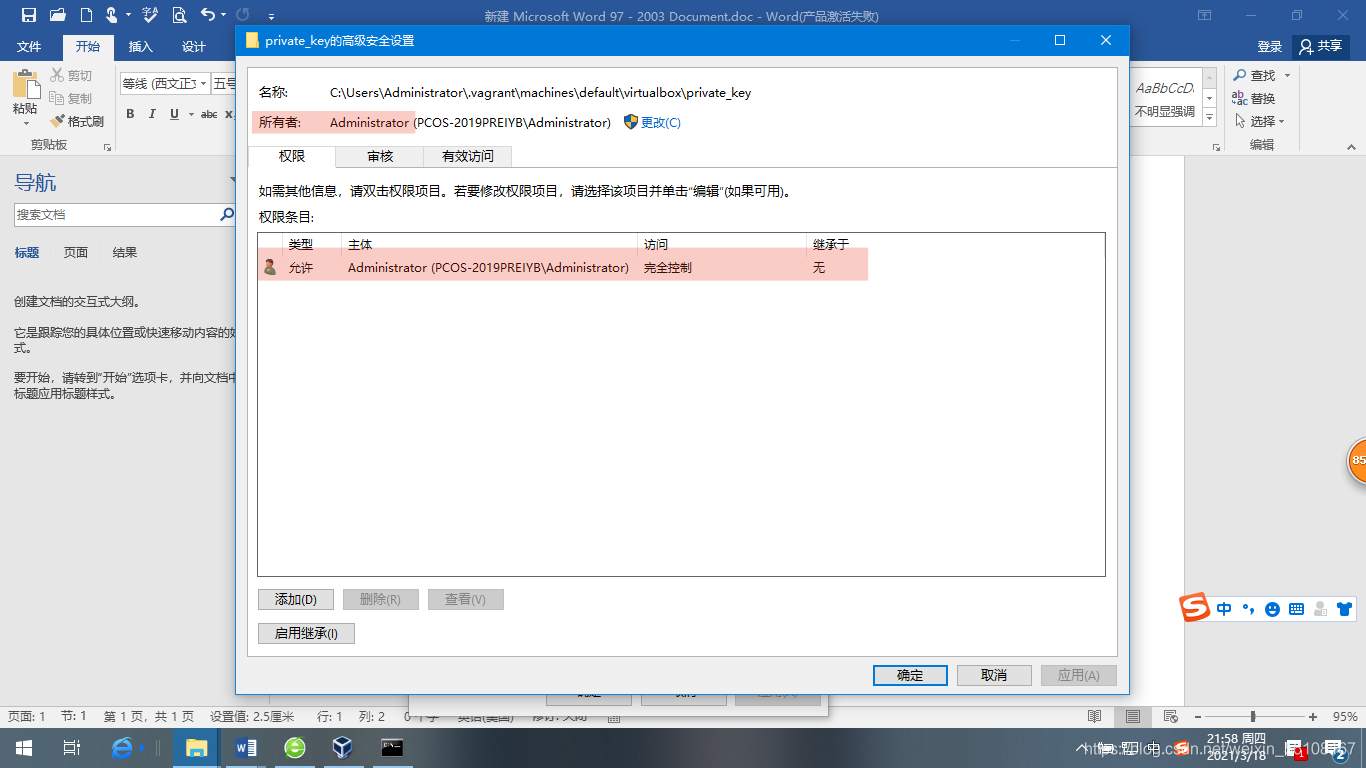 新建 Microsoft Word 97 - 2003 Document.doc - Word(产品激活失败)
文件 开始 插入 设计 登录 共享
private_key的高级安全设置
粘贴 剪切 复制 格式刷 剪贴板
等线 (西文正文 五号
B I U abc x
AaBbCcD 不明显强调
查找 替换 选择 编辑
名称: C:\Users\Administrator\.vagrant\machines\default\virtualbox\private_key
所有者: Administrator (PCOS-2019PREIYB\Administrator) 更改(C)
权限 审核 有效访问
如需其他信息，请双击权限项目。若要修改权限项目，请选择该项目并单击“编辑”(如果可用)。
权限条目:
类型 主体 访问 继承于
允许 Administrator (PCOS-2019PREIYB\Administrator) 完全控制 无
添加(D) 删除(R) 查看(V)
启用继承(I)
确定 取消 应用(A)
导航
搜索文档
标题 页面 结果
创建文档的交互式大纲。
它是跟踪您的具体位置或快速移动内容的好
式。
要开始，请转到“开始”选项卡，并向文档中
标题应用标题样式。
85
中
页面: 1 节: 1 第 1 页，共 1 页 设置值: 2.5厘米 行: 1 列: 2 0 个字 英语(美国) 修订: 关闭 95%
中 21:58 周四
2021/3/18
1 2